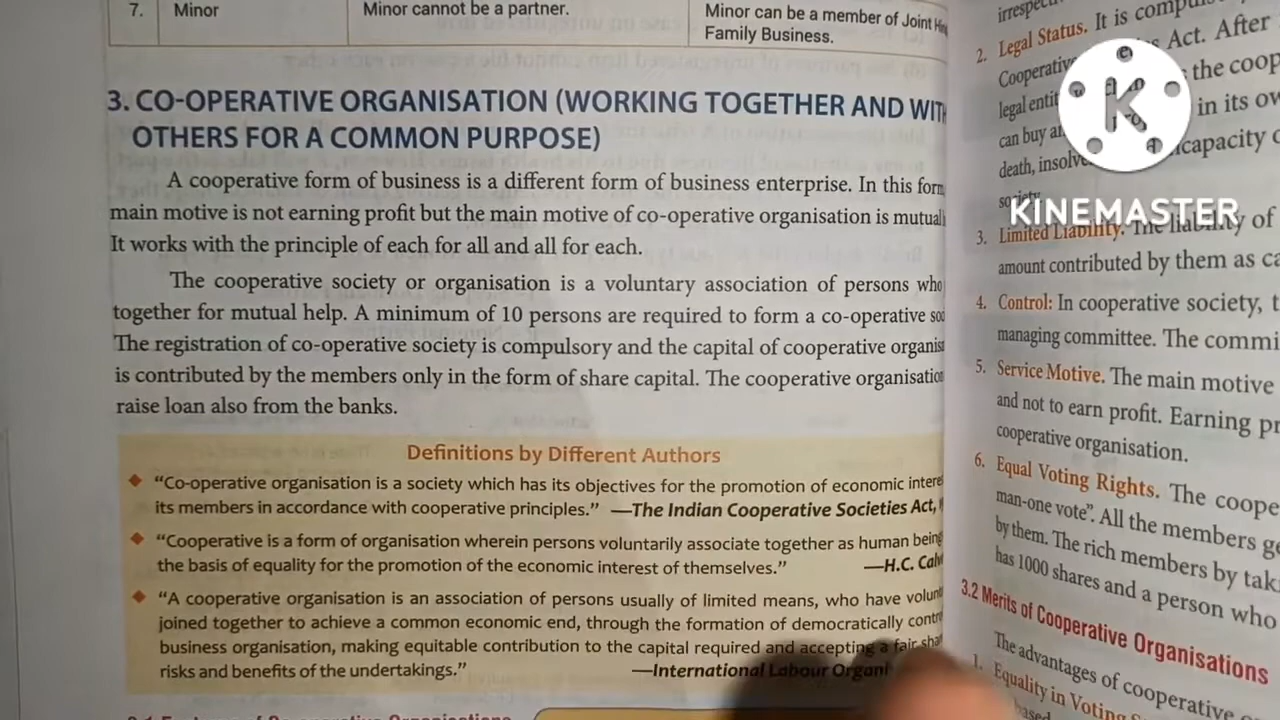 7. Minor Minor cannot be a partner. Minor can be a member of Joint
Family Business.
3. CO-OPERATIVE ORGANISATION (WORKING TOGETHER AND WITH
OTHERS FOR A COMMON PURPOSE)
A cooperative form of business is a different form of business enterprise. In this form
main motive is not earning profit but the main motive of co-operative organisation is mutual
It works with the principle of each for all and all for each.
The cooperative society or organisation is a voluntary association of persons who
together for mutual help. A minimum of 10 persons are required to form a co-operative
The registration of co-operative society is compulsory and the capital of cooperative
is contributed by the members only in the form of share capital. The cooperative organisation
raise loan also from the banks.
Definitions by Different Authors
◆ “Co-operative organisation is a society which has its objectives for the promotion of economic
its members in accordance with cooperative principles.” —The Indian Cooperative Societies Act,
◆ “Cooperative is a form of organisation wherein persons voluntarily associate together as human
the basis of equality for the promotion of the economic interest of themselves.” —H.C.
◆ “A cooperative organisation is an association of persons usually of limited means, who have
joined together to achieve a common economic end, through the formation of democratically
business organisation, making equitable contribution to the capital required and accepting a fair
risks and benefits of the undertakings.” —International Labour
2. Legal Status. It is
Act. After
the
legal
in its
can buy
capacity
death,
society.
3. Limited Liability. The liability of
amount contributed by them as
4. Control: In cooperative society,
managing committee. The
5. Service Motive. The main motive
and not to earn profit. Earning
cooperative organisation.
6. Equal Voting Rights. The
man-one vote”. All the members
by them. The rich members by
has 1000 shares and a person who
3.2 Merits of Cooperative Organisations
The advantages of cooperative
1. Equality in Voting
based
K
KINEMASTER